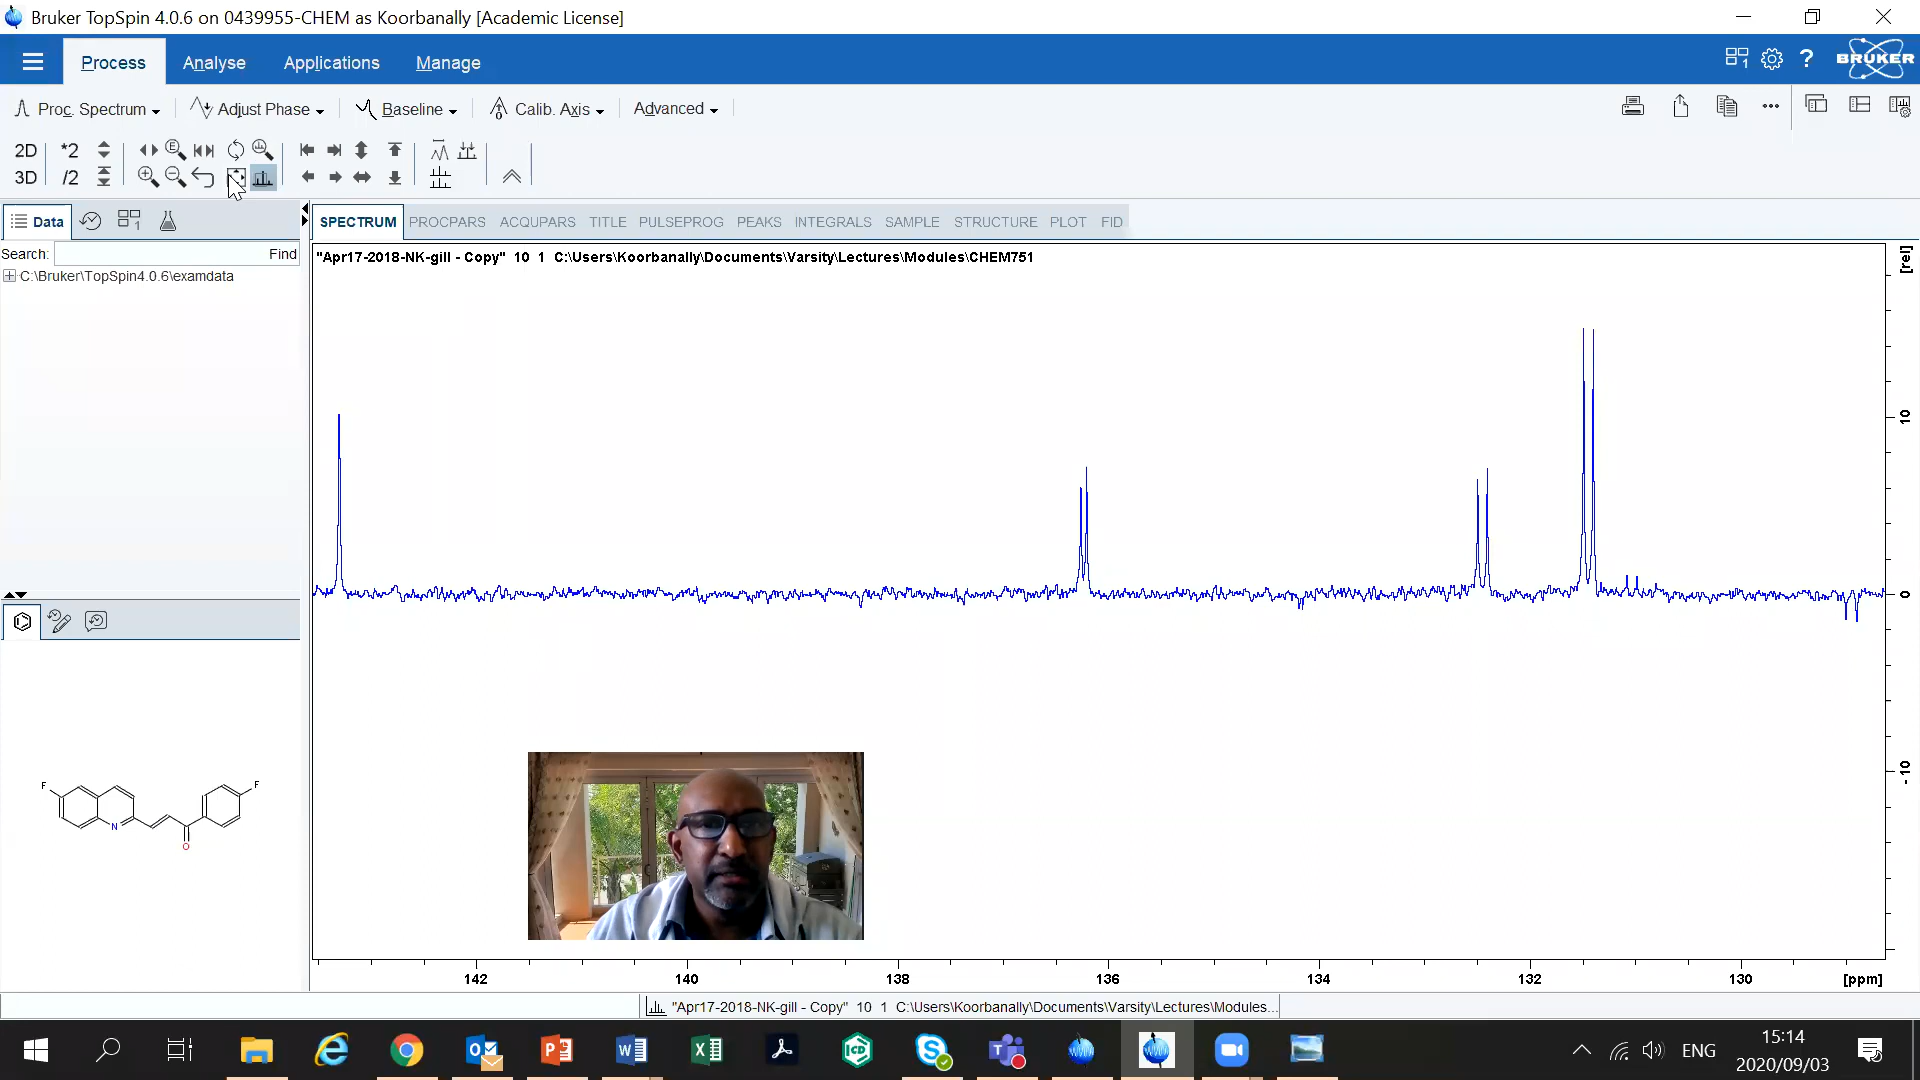 Bruker TopSpin 4.0.6 on 0439955-CHEM as Koorbanally [Academic License]
Process Analyse Applications Manage
BRUKER
Proc. Spectrum Adjust Phase Baseline Calib. Axis Advanced
2D *2
3D /2
Data
SPECTRUM PROCPARS ACQUPARS TITLE PULSEPROG PEAKS INTEGRALS SAMPLE STRUCTURE PLOT FID
Search: Find
C:\Bruker\TopSpin4.0.6\examdata
"Apr17-2018-NK-gill - Copy" 10 1 C:\Users\Koorbanally\Documents\Varsity\Lectures\Modules\CHEM751
[rel]
10
0
-10
F
N
O
F
142 140 138 136 134 132 130 [ppm]
"Apr17-2018-NK-gill - Copy" 10 1 C:\Users\Koorbanally\Documents\Varsity\Lectures\Modules...
ENG
15:14
2020/09/03